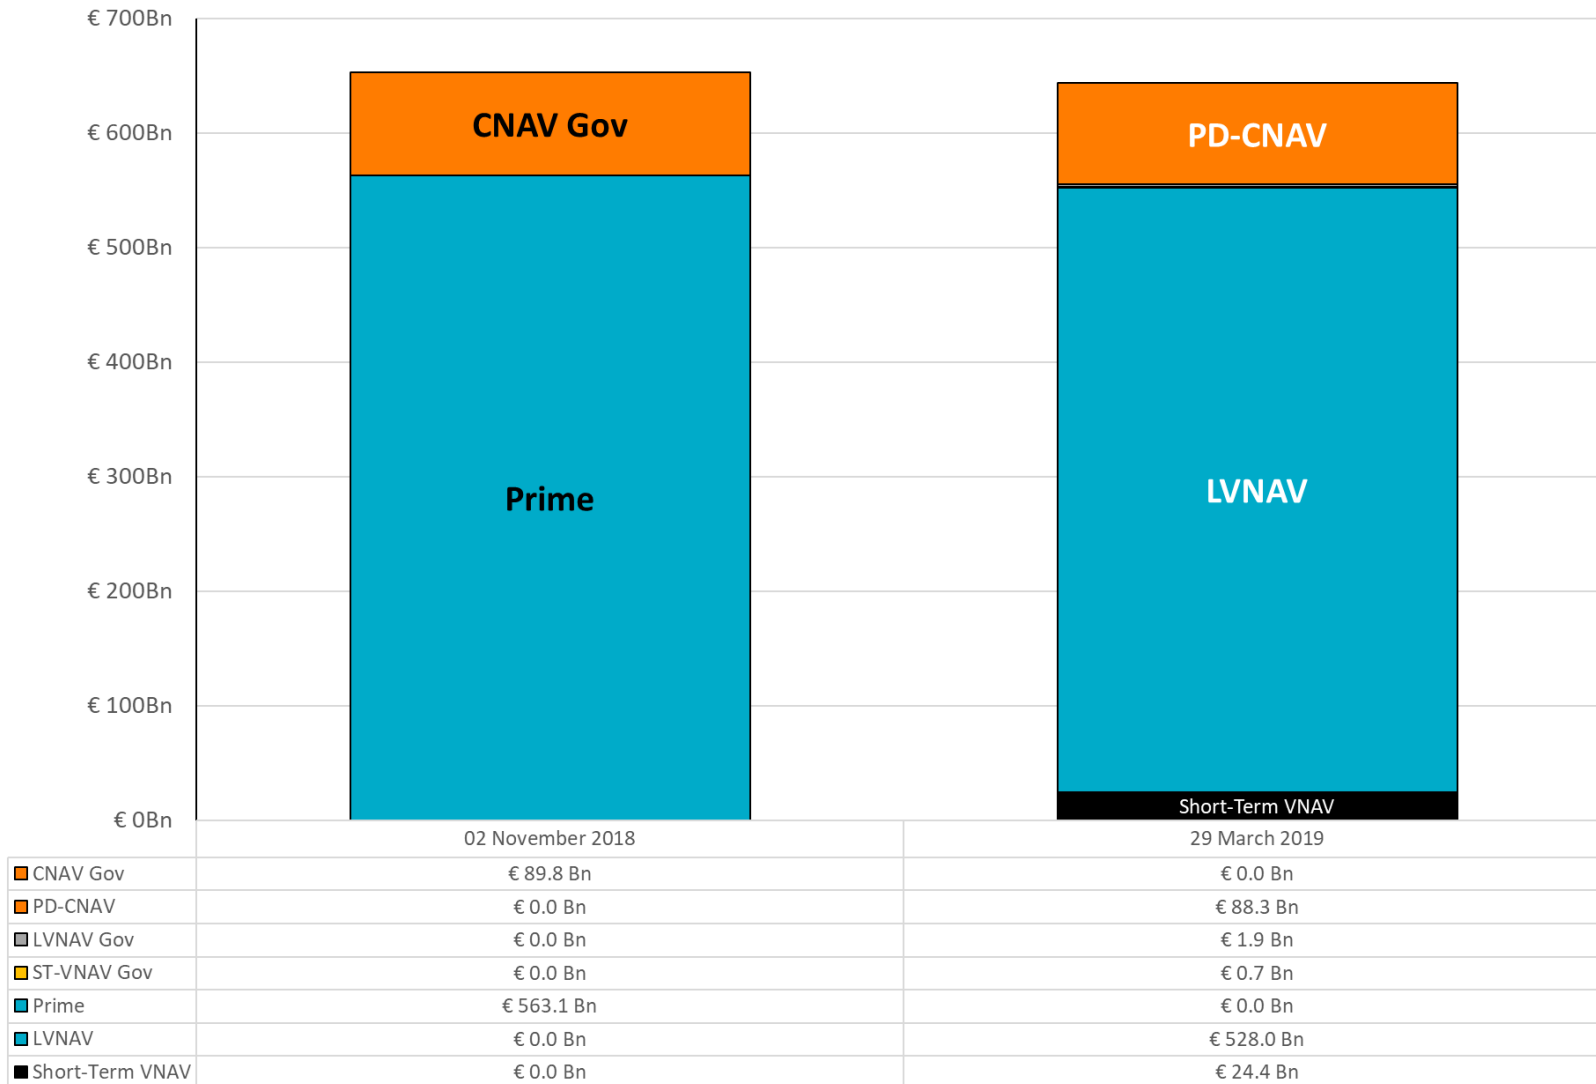 € 700Bn
€ 600Bn
€ 500Bn
€ 400Bn
€ 300Bn
€ 200Bn
€ 100Bn
€ 0Bn
CNAV Gov
Prime
PD-CNAV
LVNAV
Short-Term VNAV
02 November 2018 29 March 2019
CNAV Gov € 89.8 Bn € 0.0 Bn
PD-CNAV € 0.0 Bn € 88.3 Bn
LVNAV Gov € 0.0 Bn € 1.9 Bn
ST-VNAV Gov € 0.0 Bn € 0.7 Bn
Prime € 563.1 Bn € 0.0 Bn
LVNAV € 0.0 Bn € 528.0 Bn
Short-Term VNAV € 0.0 Bn € 24.4 Bn